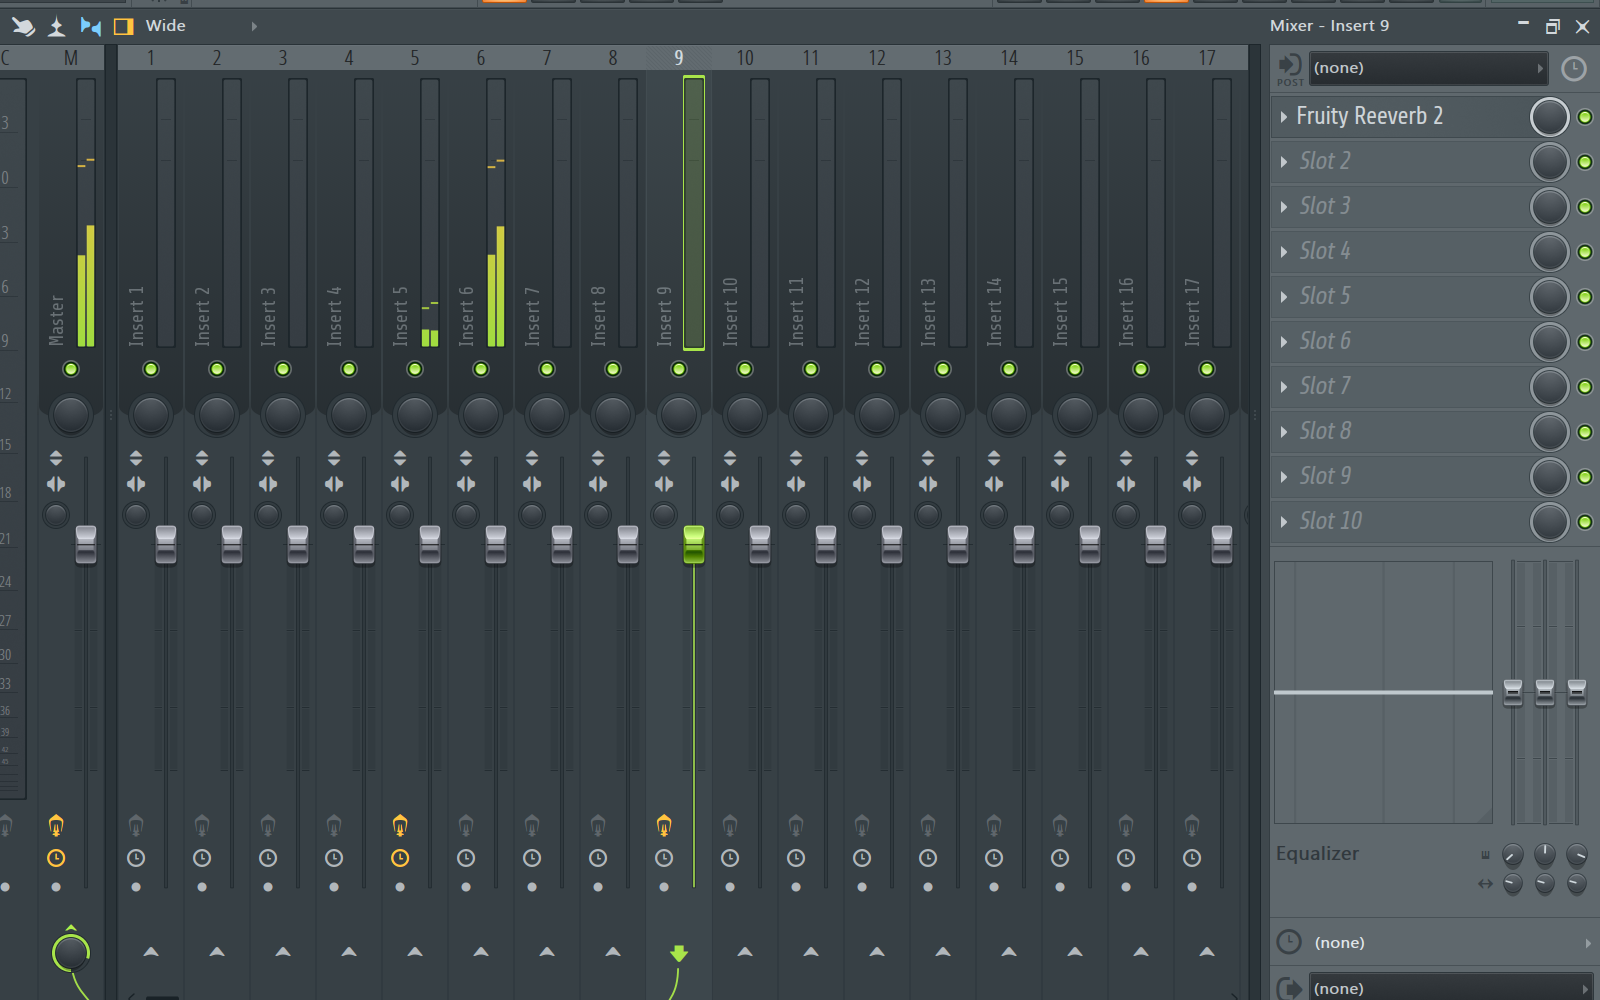 Wide
Mixer - Insert 9
C M 1 2 3 4 5 6 7 8 9 10 11 12 13 14 15 16 17
POST
(none)
Fruity Reeverb 2
Slot 2
Slot 3
Slot 4
Slot 5
Slot 6
Slot 7
Slot 8
Slot 9
Slot 10
3
0
3
6
9
12
15
18
21
24
27
30
33
36
39
42
45
Master
Insert 1
Insert 2
Insert 3
Insert 4
Insert 5
Insert 6
Insert 7
Insert 8
Insert 9
Insert 10
Insert 11
Insert 12
Insert 13
Insert 14
Insert 15
Insert 16
Insert 17
Equalizer
(none)
(none)